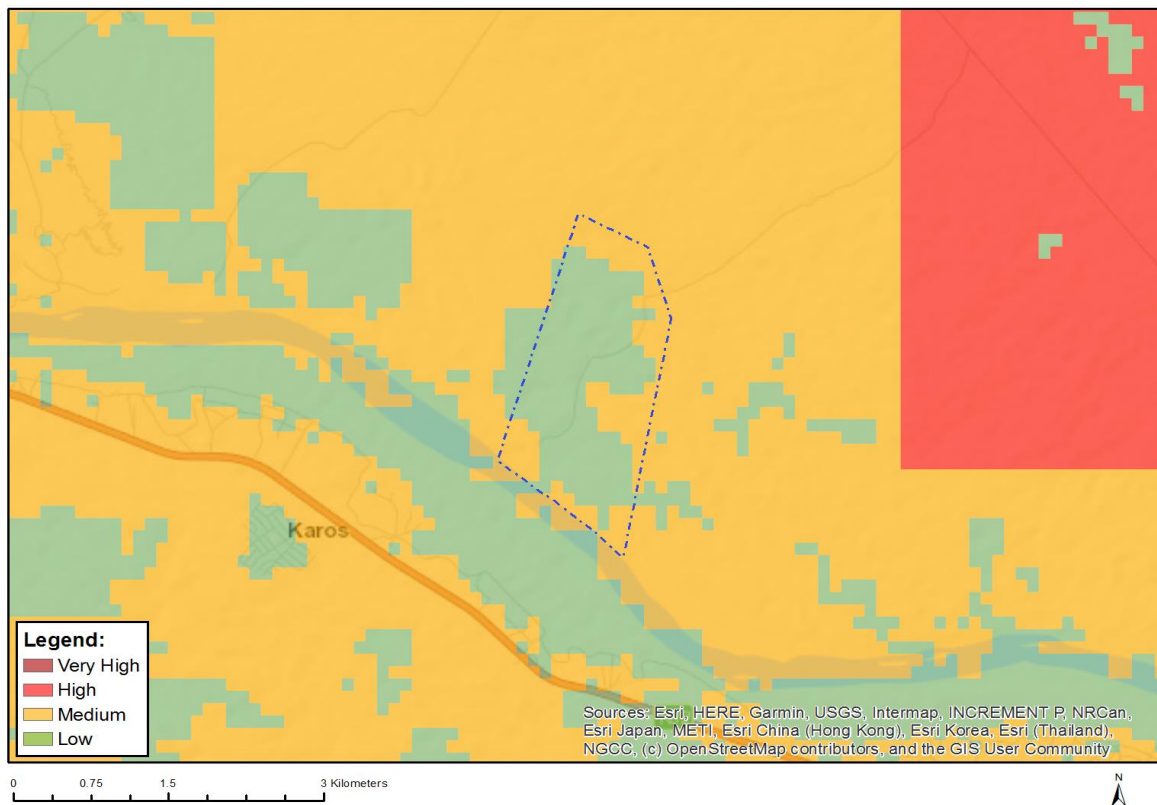 Karos
Legend:
Very High
High
Medium
Low
Sources: Esri, HERE, Garmin, USGS, Intermap, INCREMENT P, NRCan,
Esri Japan, METI, Esri China (Hong Kong), Esri Korea, Esri (Thailand),
NGCC, (c) OpenStreetMap contributors, and the GIS User Community
0 0.75 1.5 3 Kilometers
N